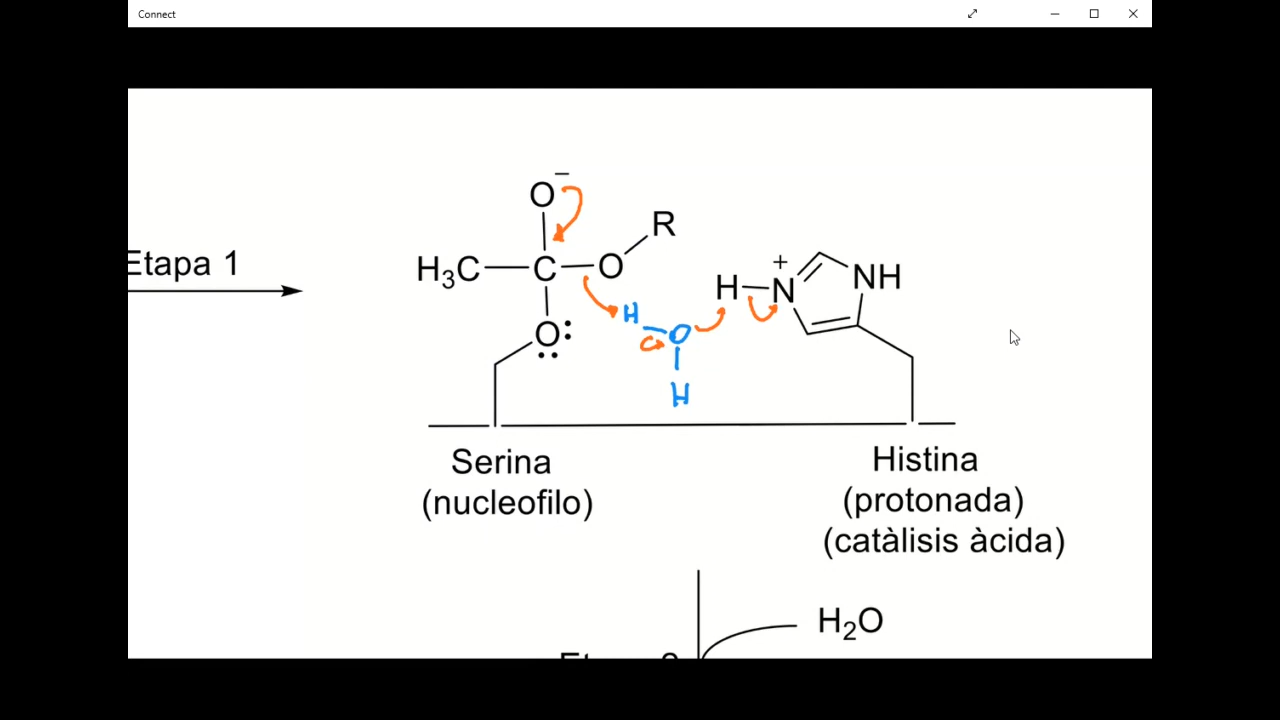 Connect
O⁻
R
Etapa 1
H₃C
C
O
H
+
N
NH
H
O
O
H
Serina
Histina
(nucleofilo)
(protonada)
(catàlisis àcida)
H₂O